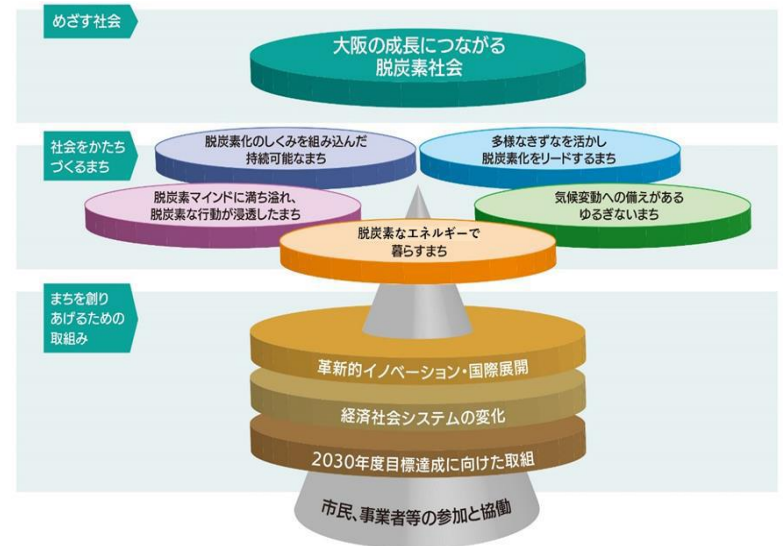 めざす社会
大阪の成長につながる
脱炭素社会
社会をかたち
づくるまち
脱炭素化のしくみを組み込んだ
持続可能なまち
多様なきずなを活かし
脱炭素化をリードするまち
脱炭素マインドに満ち溢れ、
脱炭素な行動が浸透したまち
気候変動への備えがある
ゆるぎないまち
脱炭素なエネルギーで
暮らすまち
まちを創り
あげるための
取組み
革新的イノベーション・国際展開
経済社会システムの変化
2030年度目標達成に向けた取組
市民、事業者等の参加と協働